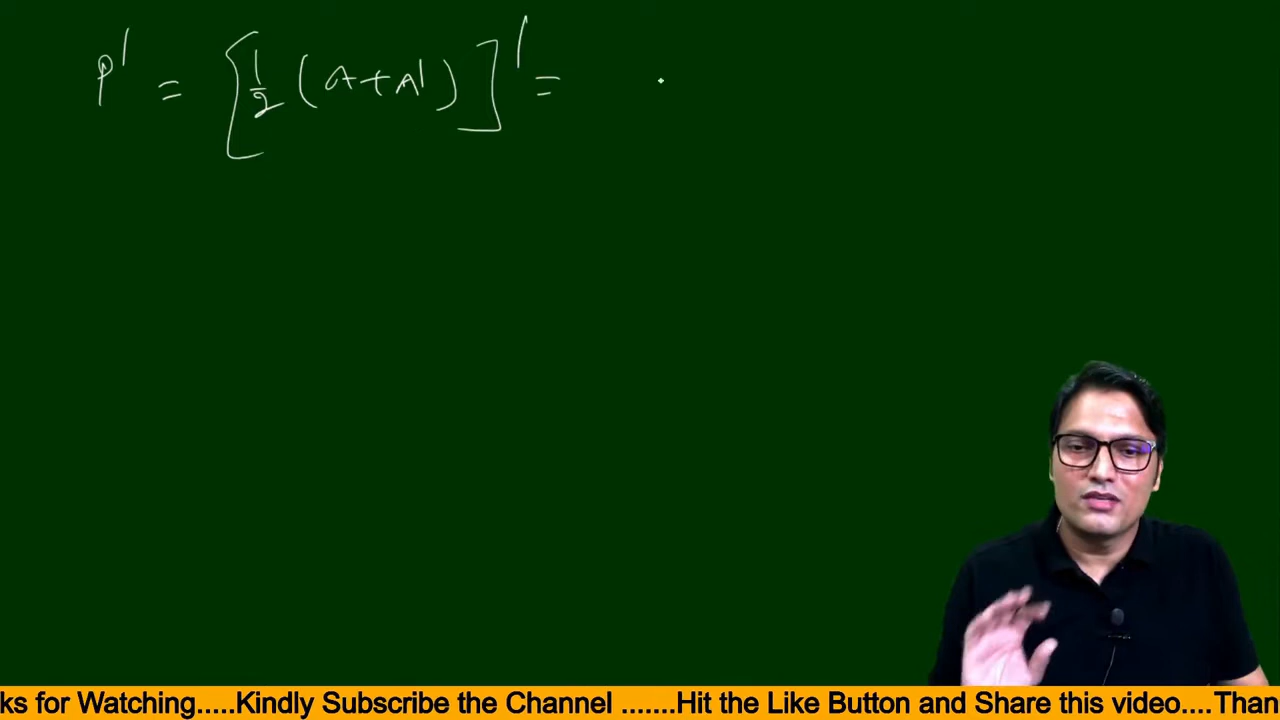 P' = [ 1/2 ( A + A' ) ]' =
ks for Watching.....Kindly Subscribe the Channel .......Hit the Like Button and Share this video....Than